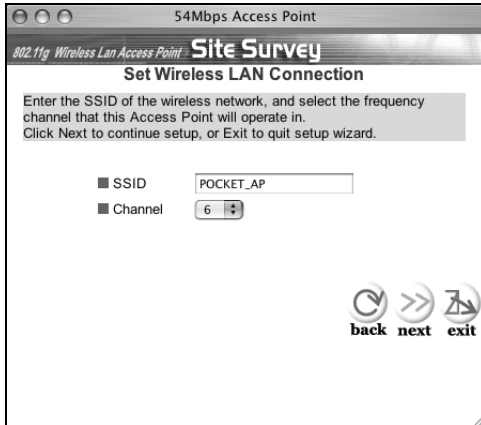 54Mbps Access Point
802.11g Wireless Lan Access Point Site Survey
Set Wireless LAN Connection
Enter the SSID of the wireless network, and select the frequency
channel that this Access Point will operate in.
Click Next to continue setup, or Exit to quit setup wizard.
SSID POCKET_AP
Channel 6
back next exit